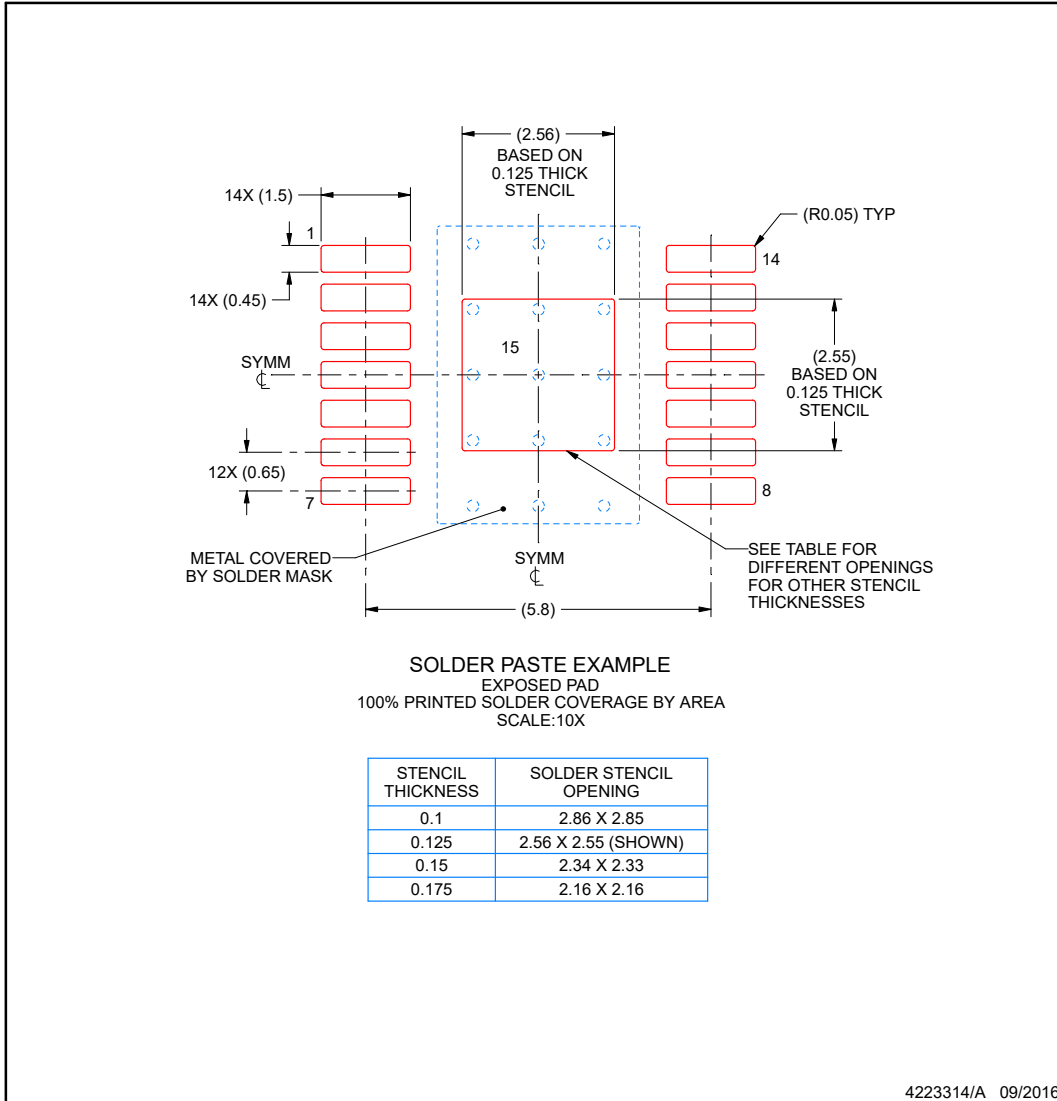 (2.56)
BASED ON
0.125 THICK
STENCIL
14X (1.5)
(R0.05) TYP
1
14
14X (0.45)
15
SYMM
(2.55)
BASED ON
0.125 THICK
STENCIL
12X (0.65)
7
8
METAL COVERED
BY SOLDER MASK
SYMM
SEE TABLE FOR
DIFFERENT OPENINGS
FOR OTHER STENCIL
THICKNESSES
(5.8)
SOLDER PASTE EXAMPLE
EXPOSED PAD
100% PRINTED SOLDER COVERAGE BY AREA
SCALE:10X
STENCIL
THICKNESS
SOLDER STENCIL
OPENING
0.1
2.86 X 2.85
0.125
2.56 X 2.55 (SHOWN)
0.15
2.34 X 2.33
0.175
2.16 X 2.16
4223314/A 09/2016